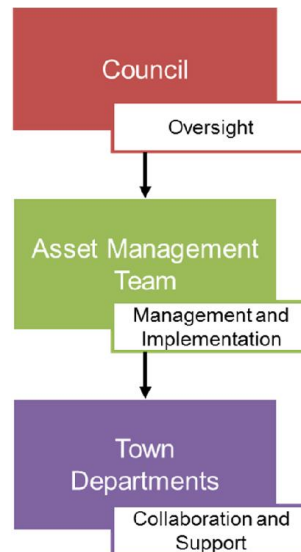 Council
Oversight
Asset Management
Team
Management and
Implementation
Town
Departments
Collaboration and
Support